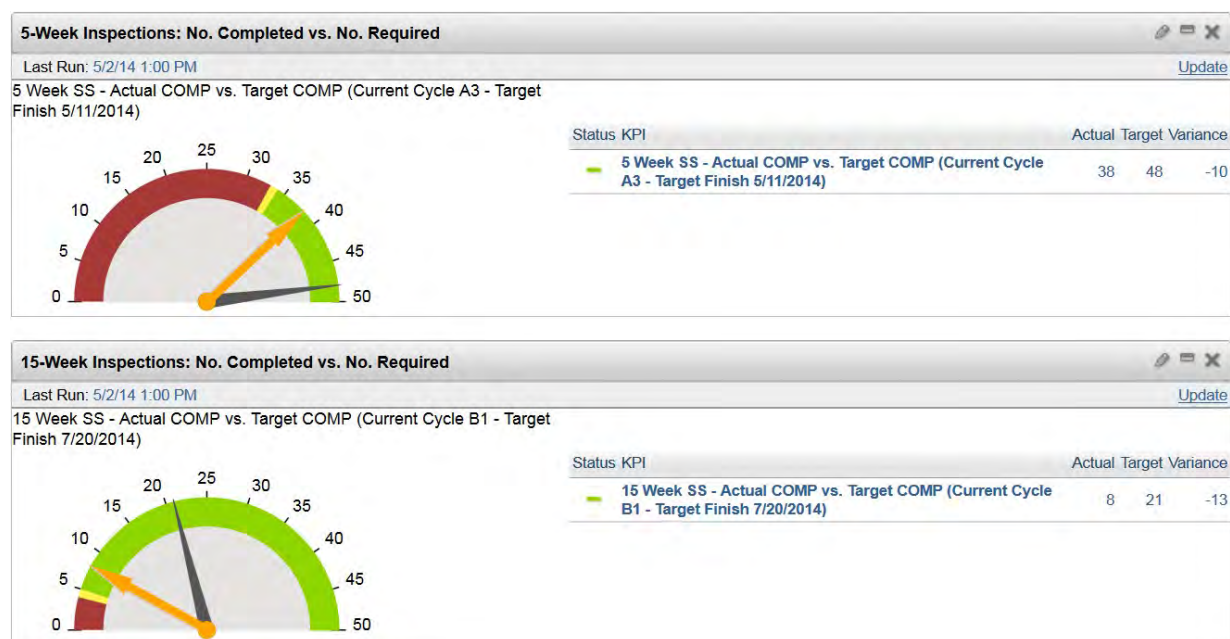 5-Week Inspections: No. Completed vs. No. Required
Last Run: 5/2/14 1:00 PM
Update
5 Week SS - Actual COMP vs. Target COMP (Current Cycle A3 - Target
Finish 5/11/2014)
0
5
10
15
20
25
30
35
40
45
50
Status KPI Actual Target Variance
5 Week SS - Actual COMP vs. Target COMP (Current Cycle
A3 - Target Finish 5/11/2014)
38 48 -10
15-Week Inspections: No. Completed vs. No. Required
Last Run: 5/2/14 1:00 PM
Update
15 Week SS - Actual COMP vs. Target COMP (Current Cycle B1 - Target
Finish 7/20/2014)
0
5
10
15
20
25
30
35
40
45
50
Status KPI Actual Target Variance
15 Week SS - Actual COMP vs. Target COMP (Current Cycle
B1 - Target Finish 7/20/2014)
8 21 -13